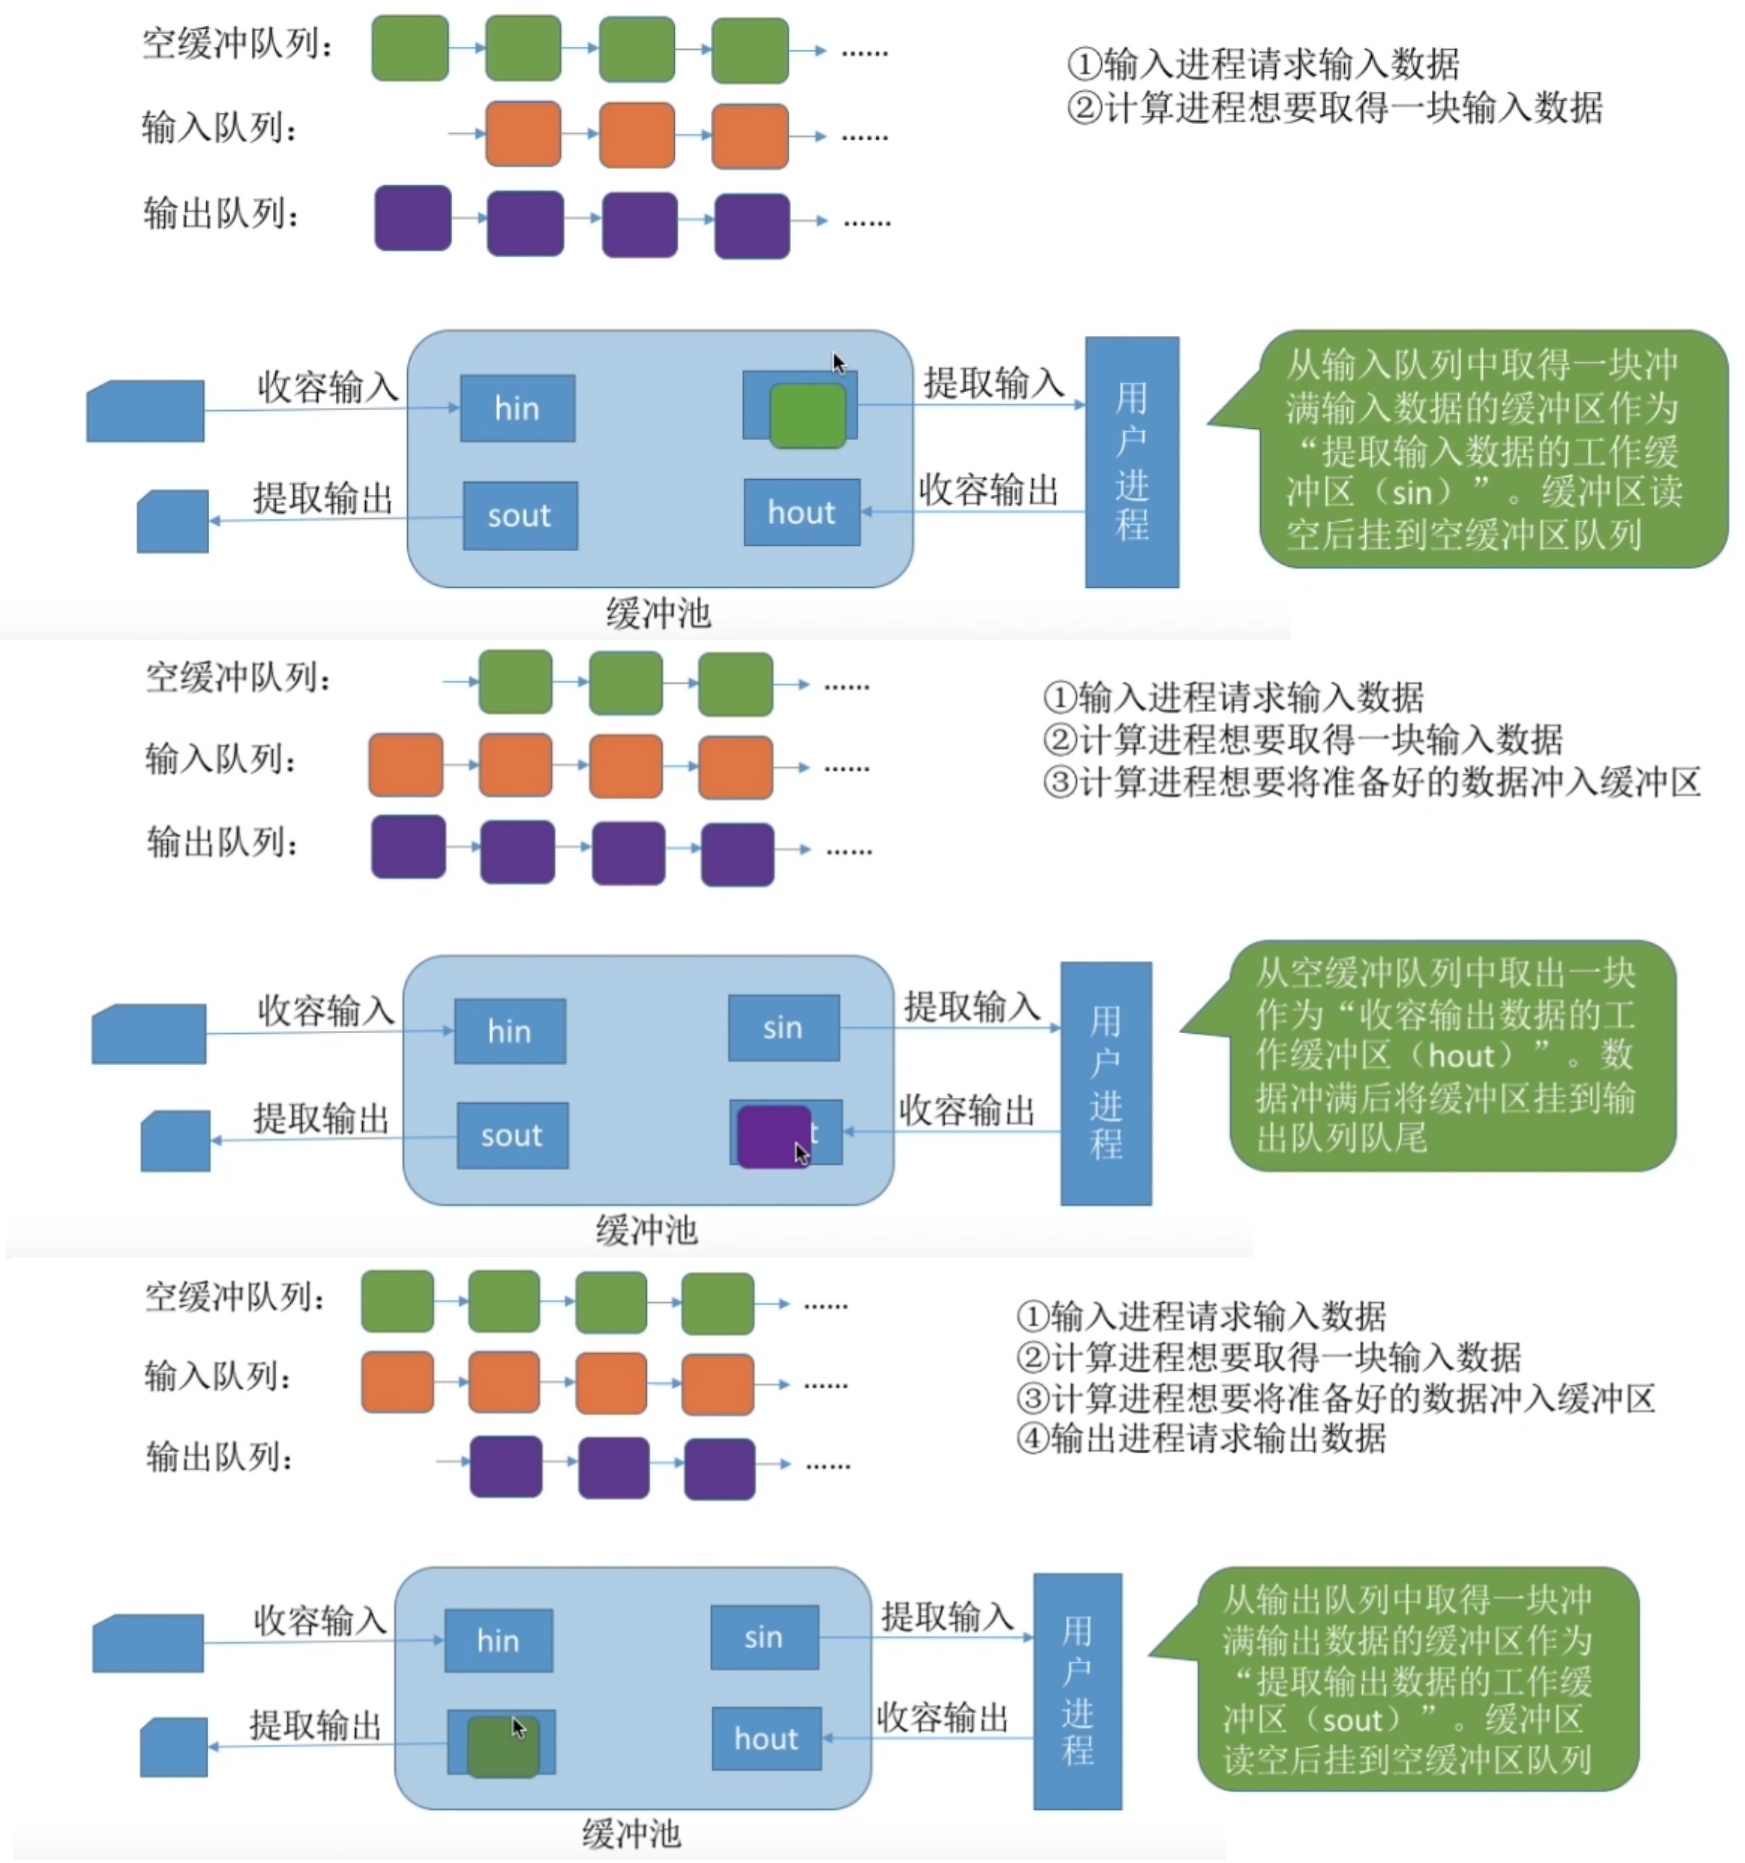 空缓冲队列：
......
输入队列：
......
输出队列：
......
①输入进程请求输入数据
②计算进程想要取得一块输入数据
收容输入
hin
提取输入
提取输出
sout
hout
收容输出
用户进程
缓冲池
从输入队列中取得一块冲
满输入数据的缓冲区作为
“提取输入数据的工作缓
冲区（sin）”。缓冲区读
空后挂到空缓冲区队列
空缓冲队列：
......
输入队列：
......
输出队列：
......
①输入进程请求输入数据
②计算进程想要取得一块输入数据
③计算进程想要将准备好的数据冲入缓冲区
收容输入
hin
sin
提取输入
提取输出
sout
t
收容输出
用户进程
缓冲池
从空缓冲队列中取出一块
作为“收容输出数据的工
作缓冲区（hout）”。数
据冲满后将缓冲区挂到输
出队列队尾
空缓冲队列：
......
输入队列：
......
输出队列：
......
①输入进程请求输入数据
②计算进程想要取得一块输入数据
③计算进程想要将准备好的数据冲入缓冲区
④输出进程请求输出数据
收容输入
hin
sin
提取输入
提取输出
hout
收容输出
用户进程
缓冲池
从输出队列中取得一块冲
满输出数据的缓冲区作为
“提取输出数据的工作缓
冲区（sout）”。缓冲区
读空后挂到空缓冲区队列